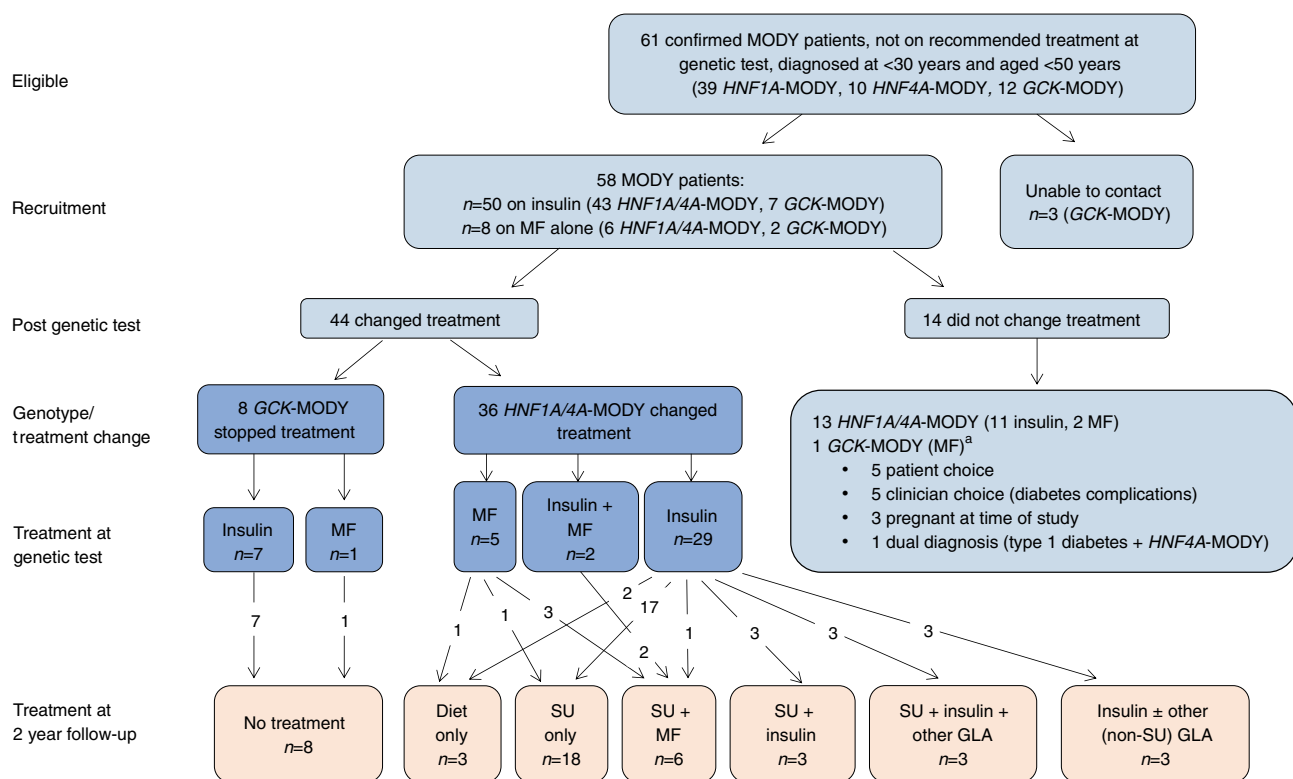 Eligible
61 confirmed MODY patients, not on recommended treatment at
genetic test, diagnosed at <30 years and aged <50 years
(39 HNF1A-MODY, 10 HNF4A-MODY, 12 GCK-MODY)
Recruitment
58 MODY patients:
n=50 on insulin (43 HNF1A/4A-MODY, 7 GCK-MODY)
n=8 on MF alone (6 HNF1A/4A-MODY, 2 GCK-MODY)
Unable to contact
n=3 (GCK-MODY)
Post genetic test
44 changed treatment
14 did not change treatment
Genotype/
treatment change
8 GCK-MODY
stopped treatment
36 HNF1A/4A-MODY changed
treatment
13 HNF1A/4A-MODY (11 insulin, 2 MF)
1 GCK-MODY (MF)a
• 5 patient choice
• 5 clinician choice (diabetes complications)
• 3 pregnant at time of study
• 1 dual diagnosis (type 1 diabetes + HNF4A-MODY)
Treatment at
genetic test
Insulin
n=7
MF
n=1
MF
n=5
Insulin +
MF
n=2
Insulin
n=29
7
1
1
1
3
2
2
17
1
3
3
3
Treatment at
2 year follow-up
No treatment
n=8
Diet
only
n=3
SU
only
n=18
SU +
MF
n=6
SU +
insulin
n=3
SU + insulin +
other GLA
n=3
Insulin ± other
(non-SU) GLA
n=3